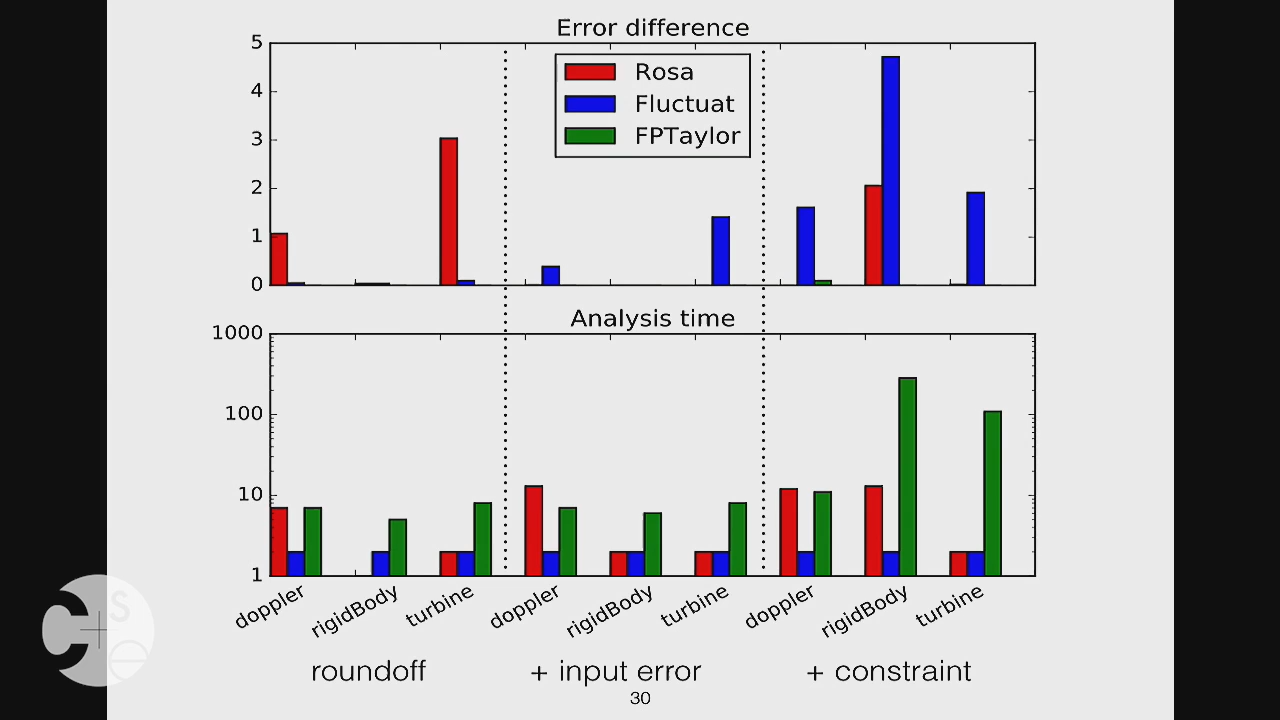 Error difference
5
4
3
2
1
0
Rosa
Fluctuat
FPTaylor
Analysis time
1000
100
10
1
doppler rigidBody turbine doppler rigidBody turbine doppler rigidBody turbine
roundoff + input error + constraint
30
C S e